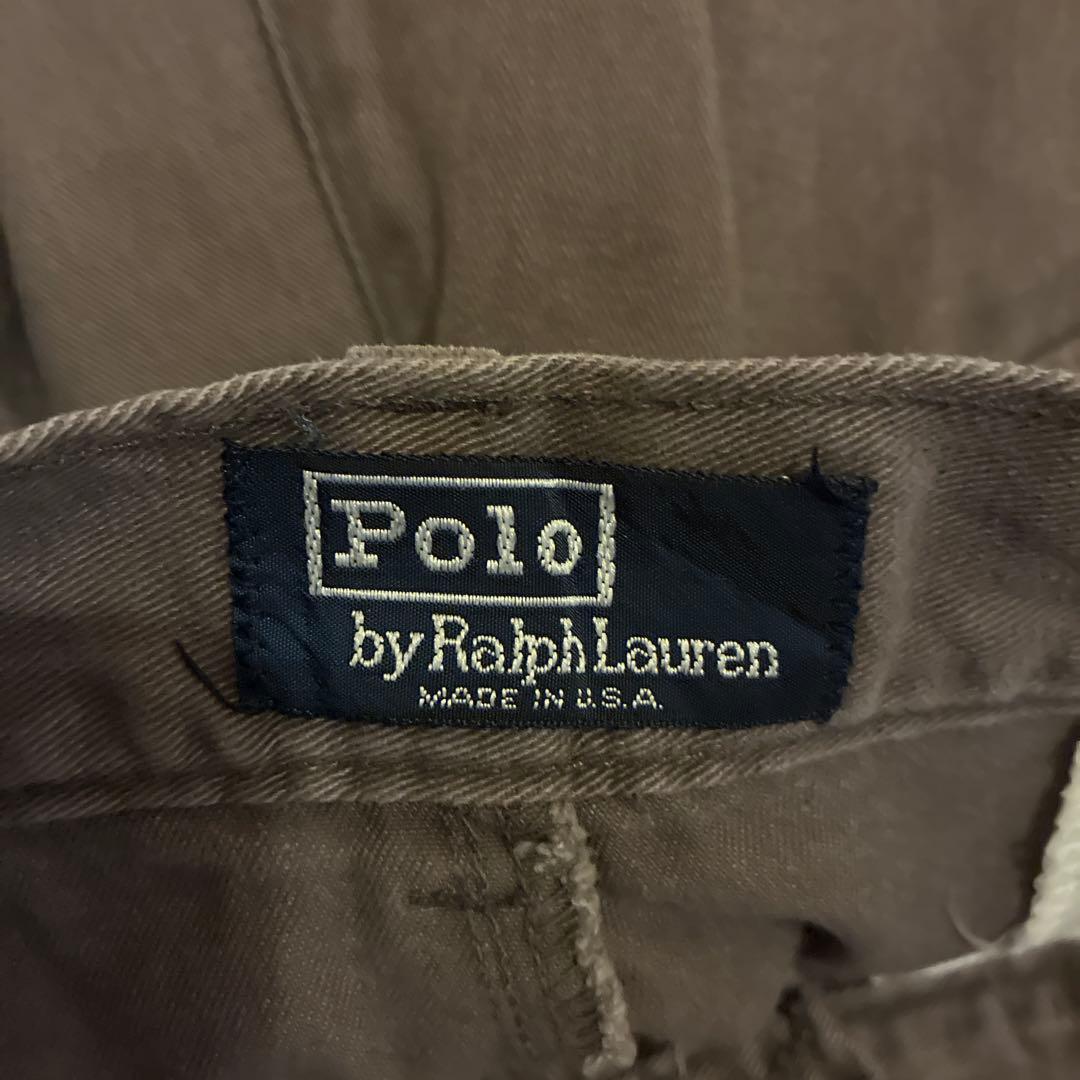 Polo
by Ralph Lauren
MADE IN U.S.A.